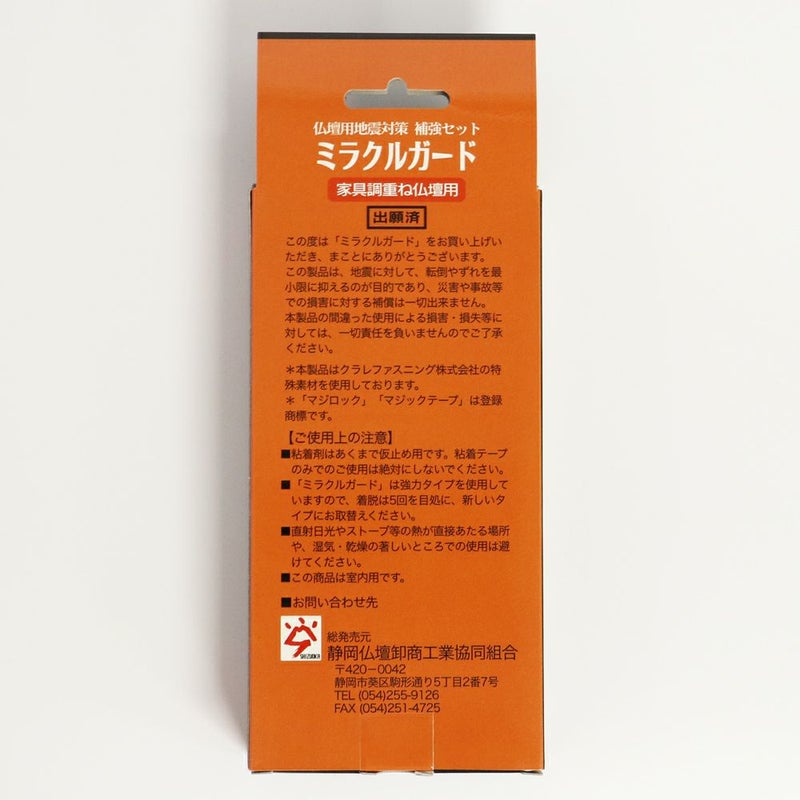 仏壇用地震対策 補強セット
ミラクルガード
家具調重ね仏壇用
出願済
この度は「ミラクルガード」をお買い上げい
ただき、まことにありがとうございます。
この製品は、地震に対して、転倒やずれを最
小限に抑えるのが目的であり、災害や事故等
での損害に対する補償は一切出来ません。
本製品の間違った使用による損害・損失等に
対しては、一切責任を負いませんのでご了承
ください。
＊本製品はクラレファスニング株式会社の特
殊素材を使用しております。
＊「マジロック」「マジックテープ」は登録
商標です。
【ご使用上の注意】
■粘着剤はあくまで仮止め用です。粘着テープ
のみでのご使用は絶対にしないでください。
■「ミラクルガード」は強力タイプを使用して
いますので、着脱は5回を目処に、新しいタ
イプにお取替えください。
■直射日光やストーブ等の熱が直接あたる場所
や、湿気・乾燥の著しいところでの使用は避
けてください。
■この商品は室内用です。
■お問い合わせ先
SHIZUOKA
総発売元
静岡仏壇卸商工業協同組合
〒420-0042
静岡市葵区駒形通り5丁目2番7号
TEL (054)255-9126
FAX (054)251-4725